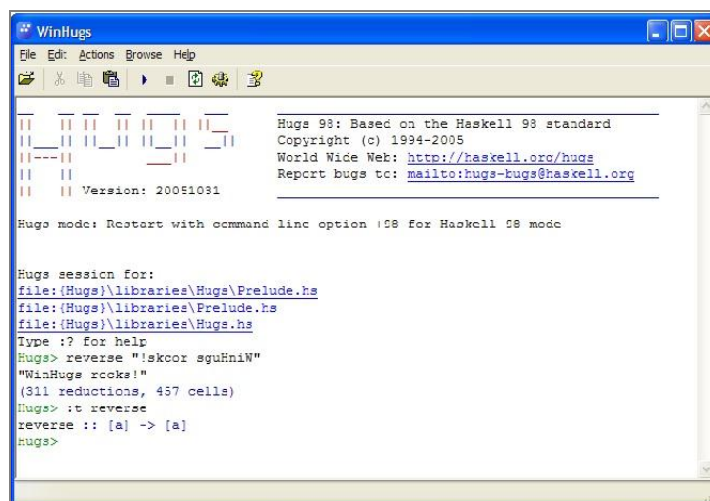 WinHugs
File Edit Actions Browse Help
Hugs 98: Based on the Haskell 98 standard
Copyright (c) 1994-2005
World Wide Web: http://haskell.org/hugs
Report bugs to: mailto:hugs-bugs@haskell.org
Version: 20051031
Hugs mode: Restart with command line option +98 for Haskell 98 mode
Hugs session for:
file:{Hugs}\libraries\Hugs\Prelude.hs
file:{Hugs}\libraries\Prelude.hs
file:{Hugs}\libraries\Hugs.hs
Type :? for help
Hugs> reverse "!skcor sguHniW"
"WinHugs rocks!"
(311 reductions, 457 cells)
Hugs> :t reverse
reverse :: [a] -> [a]
Hugs>